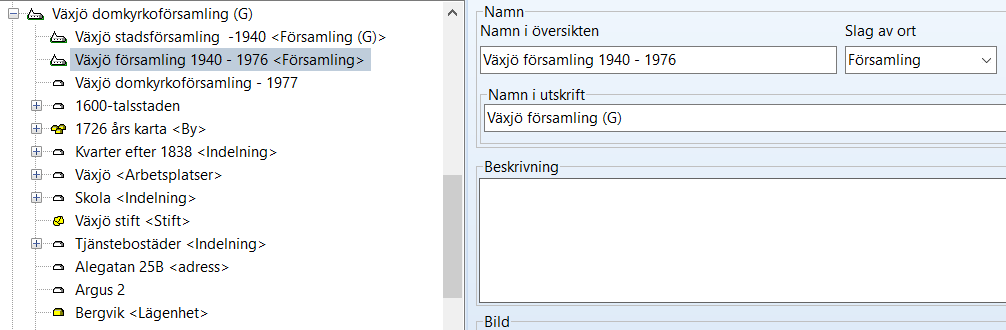 Växjö domkyrkoförsamling (G)
Växjö stadsförsamling  -1940 <Församling (G)>
Växjö församling 1940 - 1976 <Församling>
Växjö domkyrkoförsamling - 1977
1600-talsstaden
1726 års karta <By>
Kvarter efter 1838 <Indelning>
Växjö <Arbetsplatser>
Skola <Indelning>
Växjö stift <Stift>
Tjänstebostäder <Indelning>
Alegatan 25B <adress>
Argus 2
Bergvik <Lägenhet>
Namn
Namn i översikten
Slag av ort
Växjö församling 1940 - 1976
Församling
Namn i utskrift
Växjö församling (G)
Beskrivning
Bild